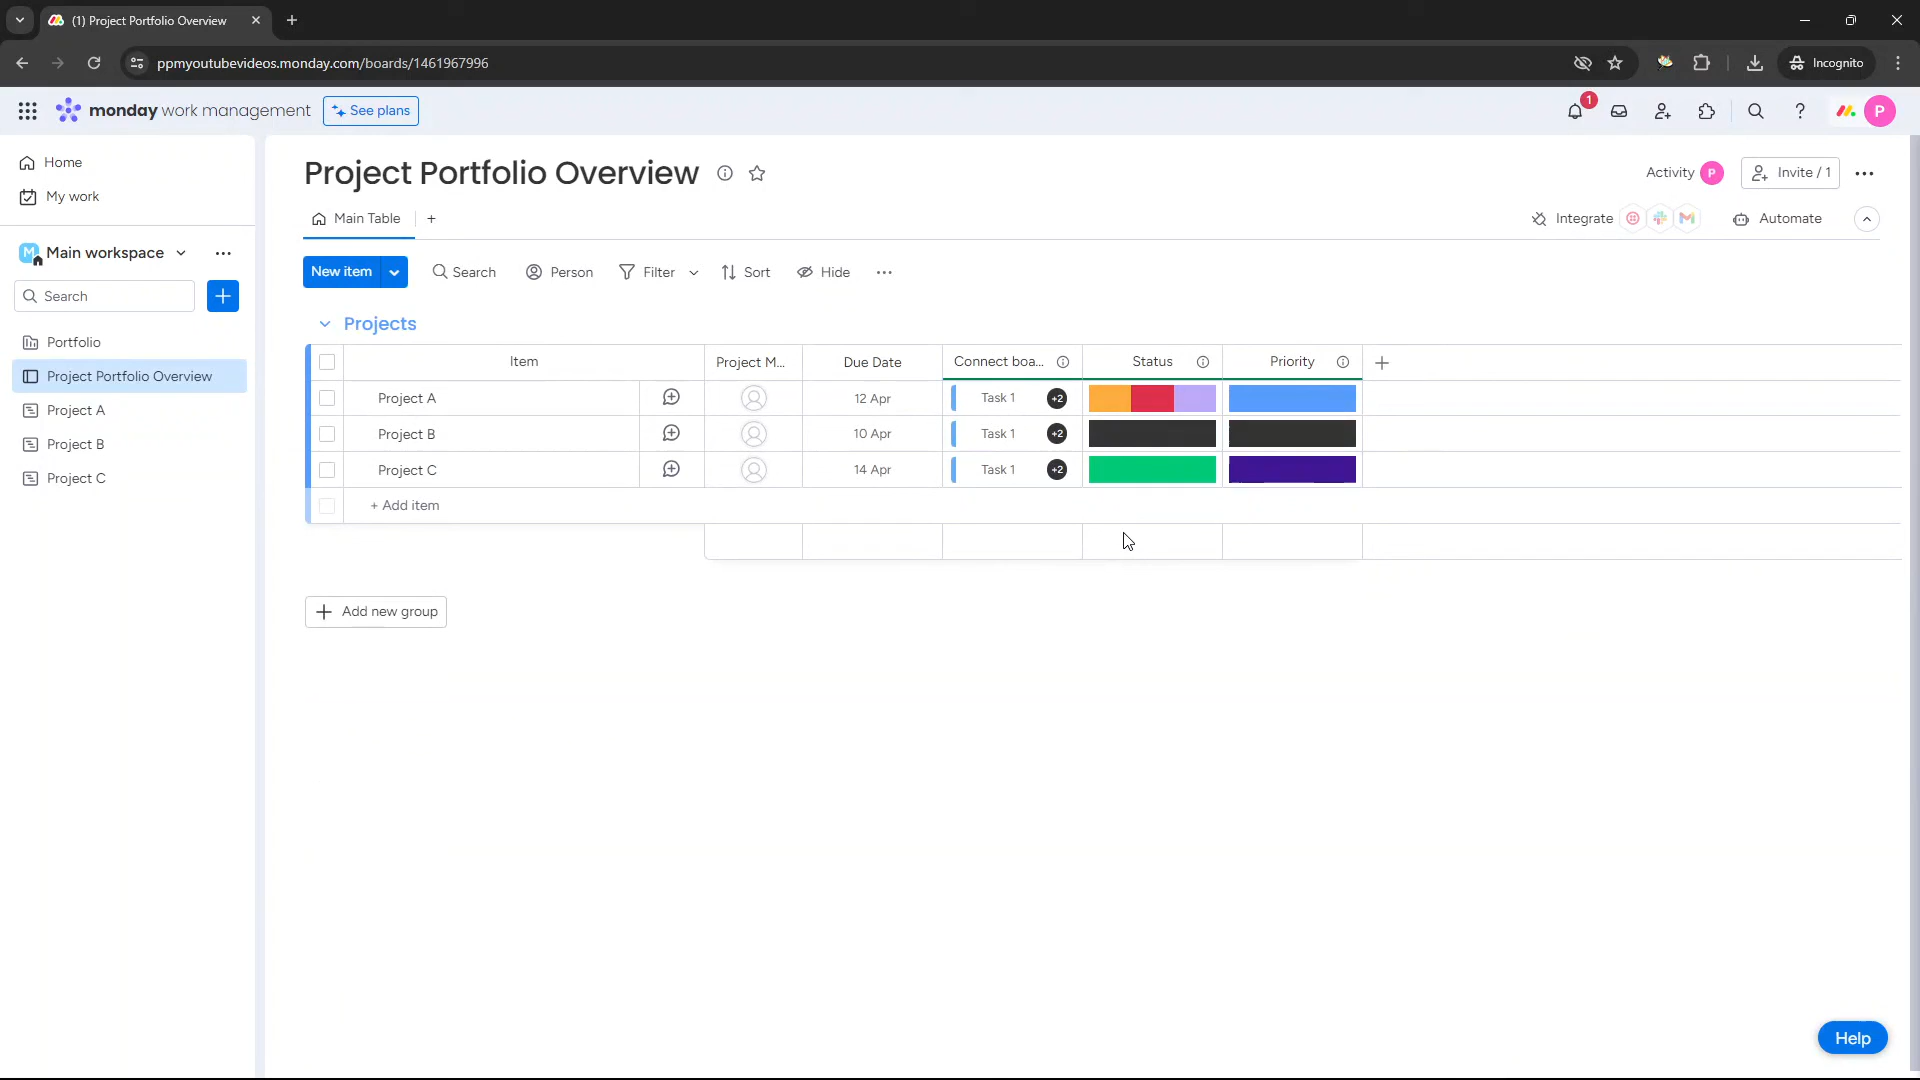 (1) Project Portfolio Overview
ppmyoutubevideos.monday.com/boards/1461967996
Incognito
monday work management
See plans
1
P
Home
My work
M
Main workspace
Search
Portfolio
Project Portfolio Overview
Project A
Project B
Project C
Project Portfolio Overview
Activity
P
Invite / 1
Main Table
+
Integrate
Automate
New item
Search
Person
Filter
Sort
Hide
Projects
Item
Project M...
Due Date
Connect boa...
Status
Priority
Project A
12 Apr
Task 1
+2
Project B
10 Apr
Task 1
+2
Project C
14 Apr
Task 1
+2
+ Add item
Add new group
Help